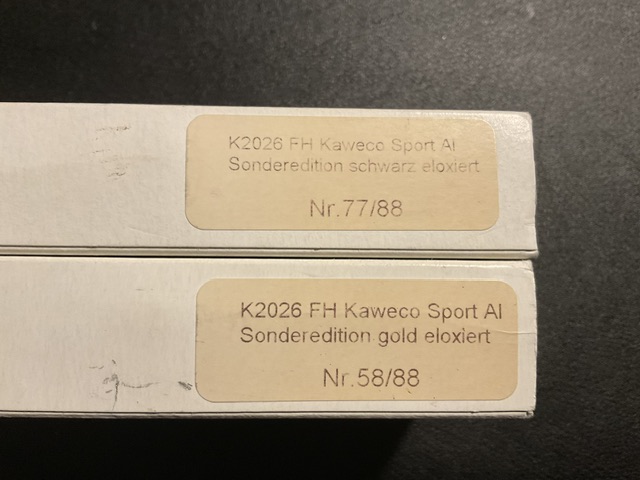 K2026 FH Kaweco Sport Al
Sonderedition schwarz eloxiert
Nr.77/88
K2026 FH Kaweco Sport Al
Sonderedition gold eloxiert
Nr.58/88